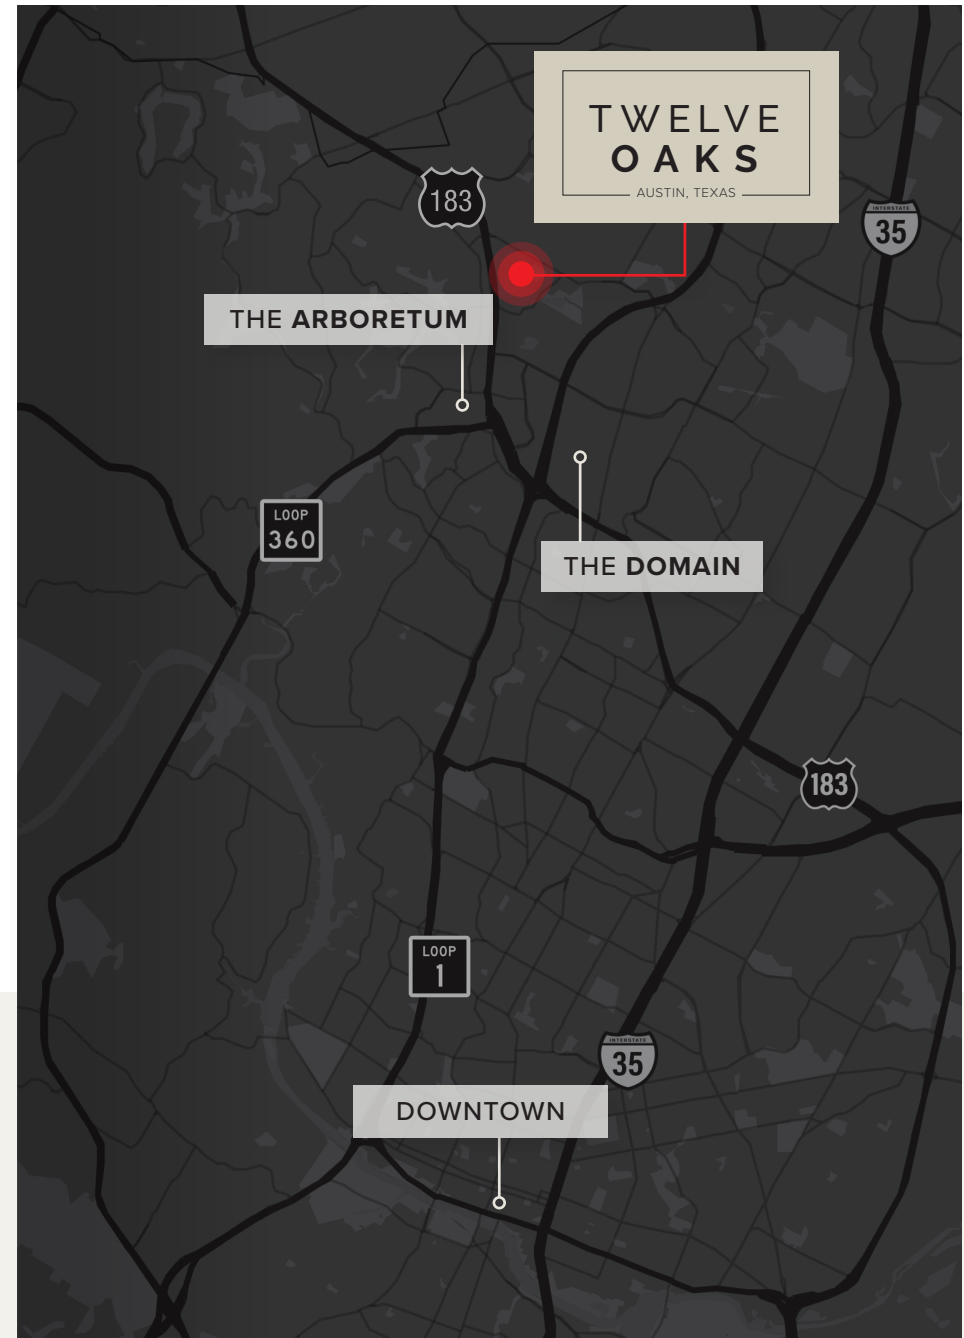 TWELVE
OAKS
AUSTIN, TEXAS
183
INTERSTATE
35
THE ARBORETUM
LOOP
360
THE DOMAIN
183
LOOP
1
INTERSTATE
35
DOWNTOWN